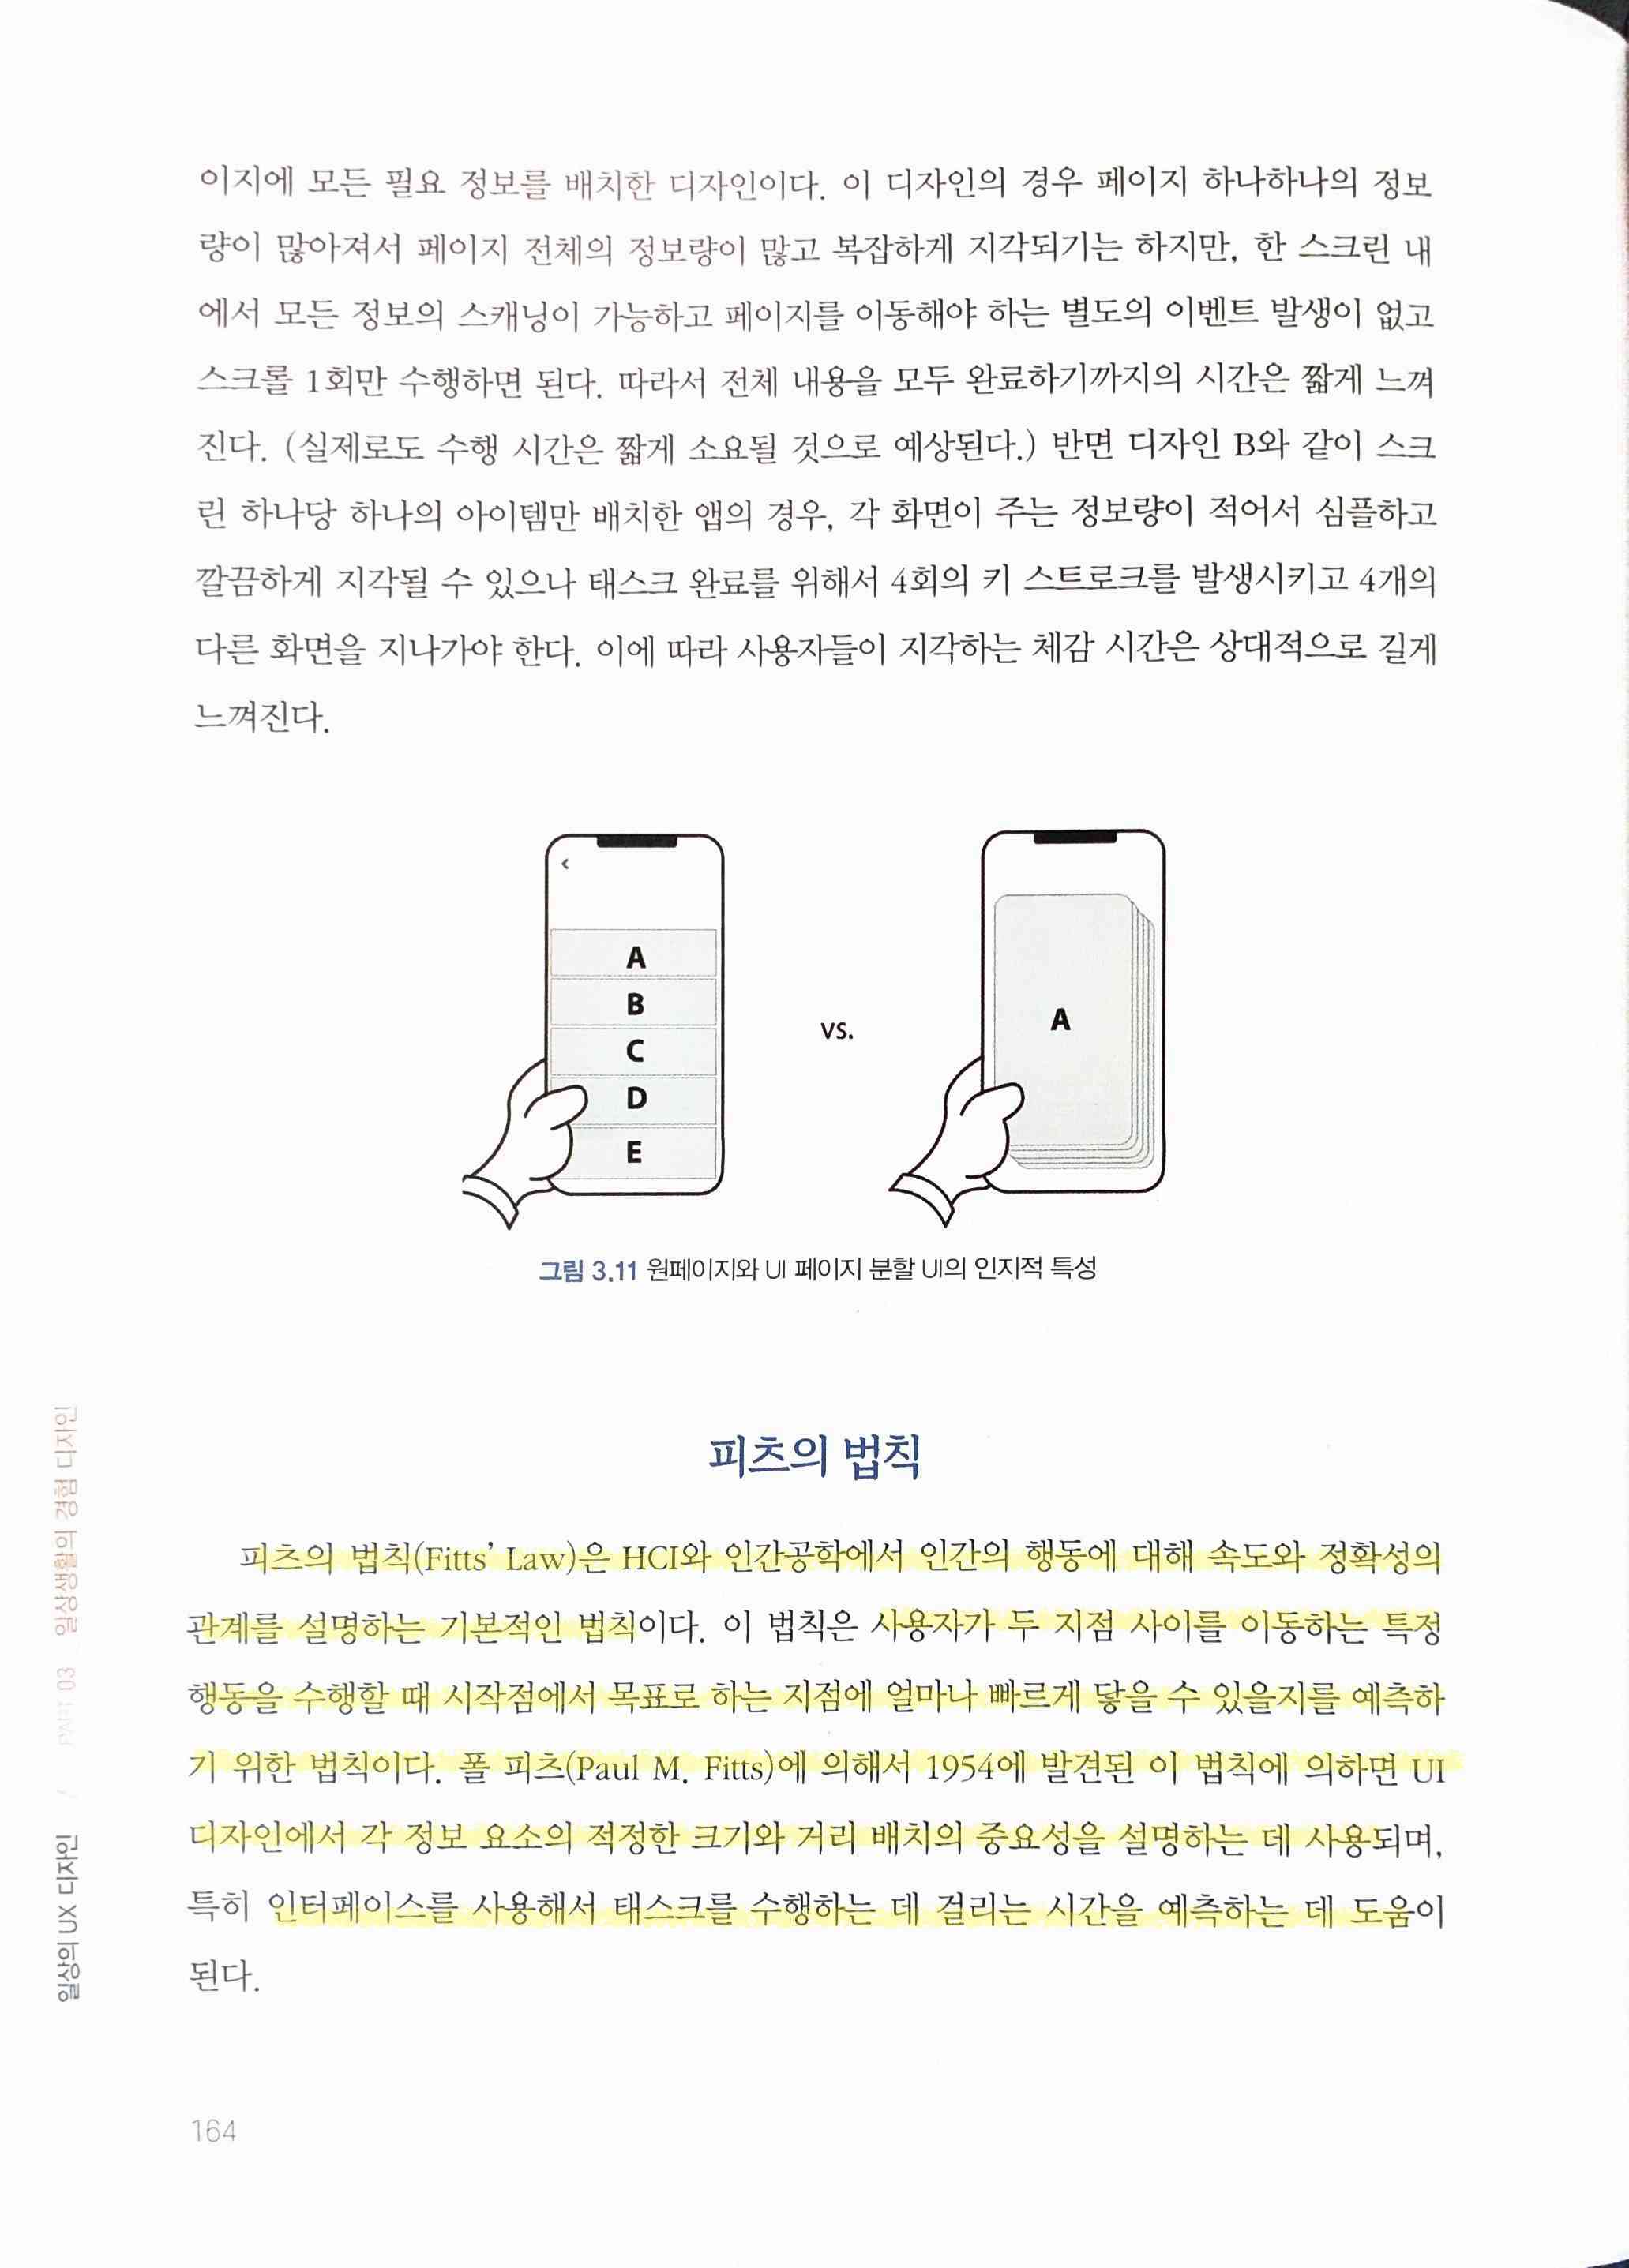 이지에 모든 필요 정보를 배치한 디자인이다. 이 디자인의 경우 페이지 하나하나의 정보
량이 많아져서 페이지 전체의 정보량이 많고 복잡하게 지각되기는 하지만, 한 스크린 내
에서 모든 정보의 스캐닝이 가능하고 페이지를 이동해야 하는 별도의 이벤트 발생이 없고
스크롤 1회만 수행하면 된다. 따라서 전체 내용을 모두 완료하기까지의 시간은 짧게 느껴
진다. (실제로도 수행 시간은 짧게 소요될 것으로 예상된다.) 반면 디자인 B와 같이 스크
린 하나당 하나의 아이템만 배치한 앱의 경우, 각 화면이 주는 정보량이 적어서 심플하고
깔끔하게 지각될 수 있으나 태스크 완료를 위해서 4회의 키 스트로크를 발생시키고 4개의
다른 화면을 지나가야 한다. 이에 따라 사용자들이 지각하는 체감 시간은 상대적으로 길게
느껴진다.
A
B
C
D
E
vs.
A
그림 3.11 원페이지와 UI 페이지 분할 UI의 인지적 특성
피츠의 법칙
피츠의 법칙(Fitts' Law)은 HCI와 인간공학에서 인간의 행동에 대해 속도와 정확성의
관계를 설명하는 기본적인 법칙이다. 이 법칙은 사용자가 두 지점 사이를 이동하는 특정
행동을 수행할 때 시작점에서 목표로 하는 지점에 얼마나 빠르게 닿을 수 있을지를 예측하
기 위한 법칙이다. 폴 피츠(Paul M. Fitts)에 의해서 1954에 발견된 이 법칙에 의하면 UI
디자인에서 각 정보 요소의 적정한 크기와 거리 배치의 중요성을 설명하는 데 사용되며,
특히 인터페이스를 사용해서 태스크를 수행하는 데 걸리는 시간을 예측하는 데 도움이
된다.
일상의 UX 디자인 / PART 03 일상생활의 경험 디자인
164